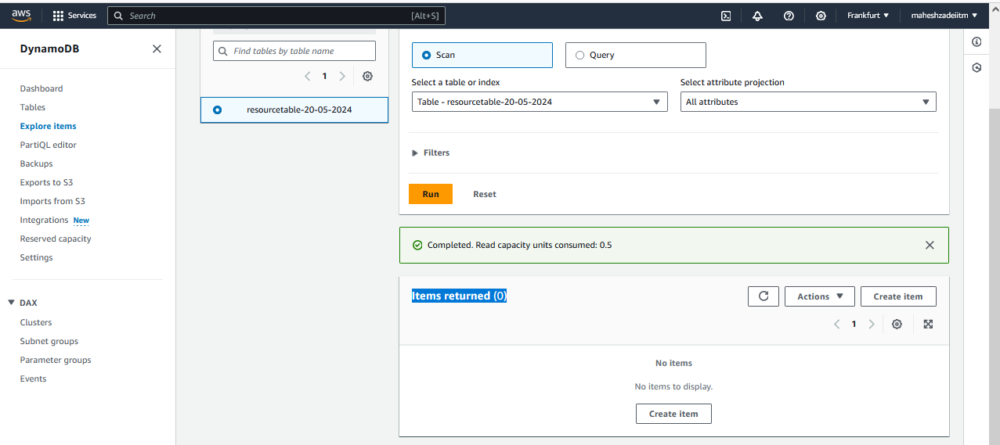 aws Services Search [Alt+S] Frankfurt ▼ maheshzadeiitm ▼
DynamoDB
Dashboard
Tables
Explore items
PartiQL editor
Backups
Exports to S3
Imports from S3
Integrations New
Reserved capacity
Settings
▼ DAX
Clusters
Subnet groups
Parameter groups
Events
Find tables by table name
1
resourcetable-20-05-2024
Scan Query
Select a table or index Select attribute projection
Table - resourcetable-20-05-2024 All attributes
Filters
Run Reset
Completed. Read capacity units consumed: 0.5
Items returned (0) Actions Create item
1
No items
No items to display.
Create item